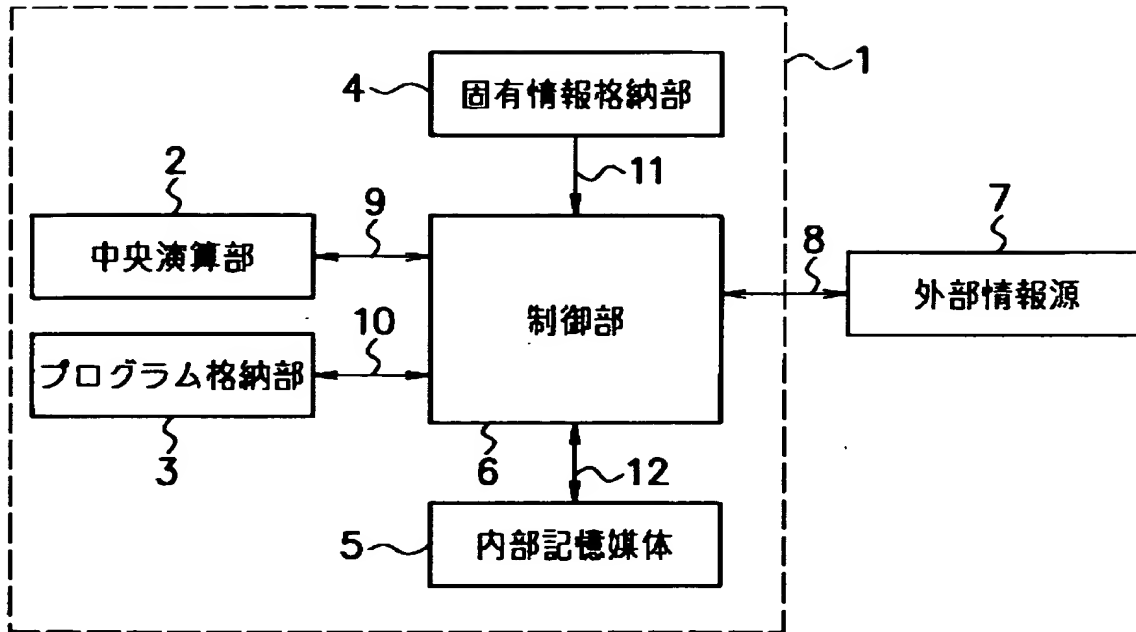 1
4
固有情報格納部
11
2
中央演算部
9
7
8
外部情報源
制御部
10
プログラム格納部
3
6
12
5
内部記憶媒体